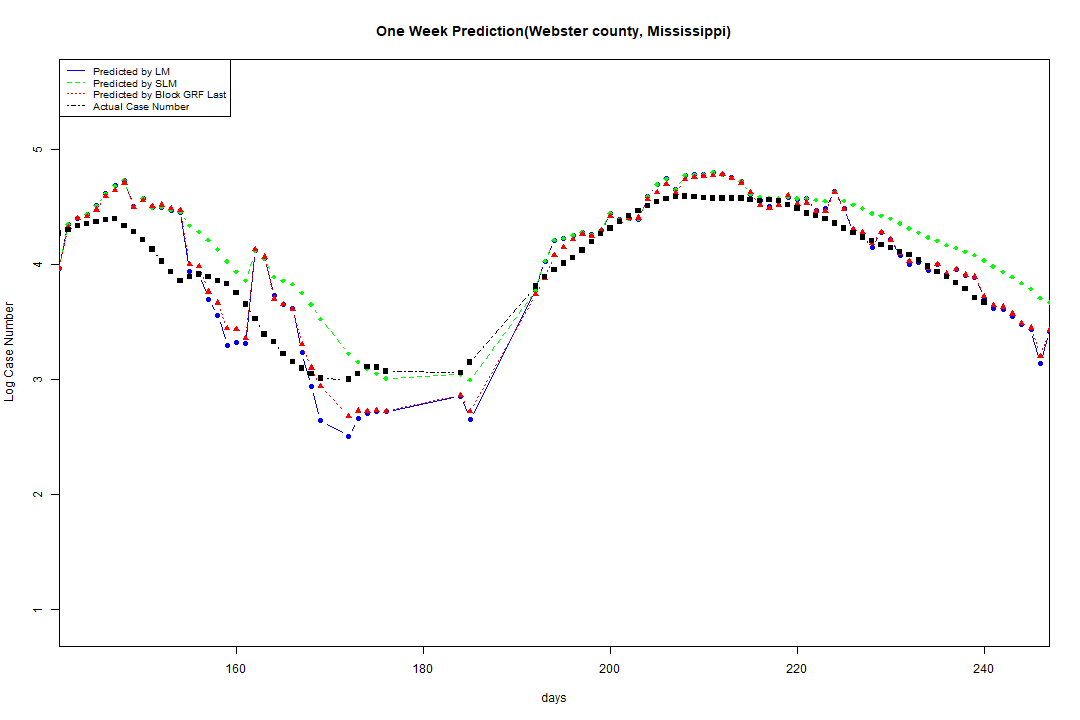 One Week Prediction(Webster county, Mississippi)
Predicted by LM
Predicted by SLM
Predicted by Block GRF Last
Actual Case Number
Log Case Number
5
4
3
2
1
160 180 200 220 240
days